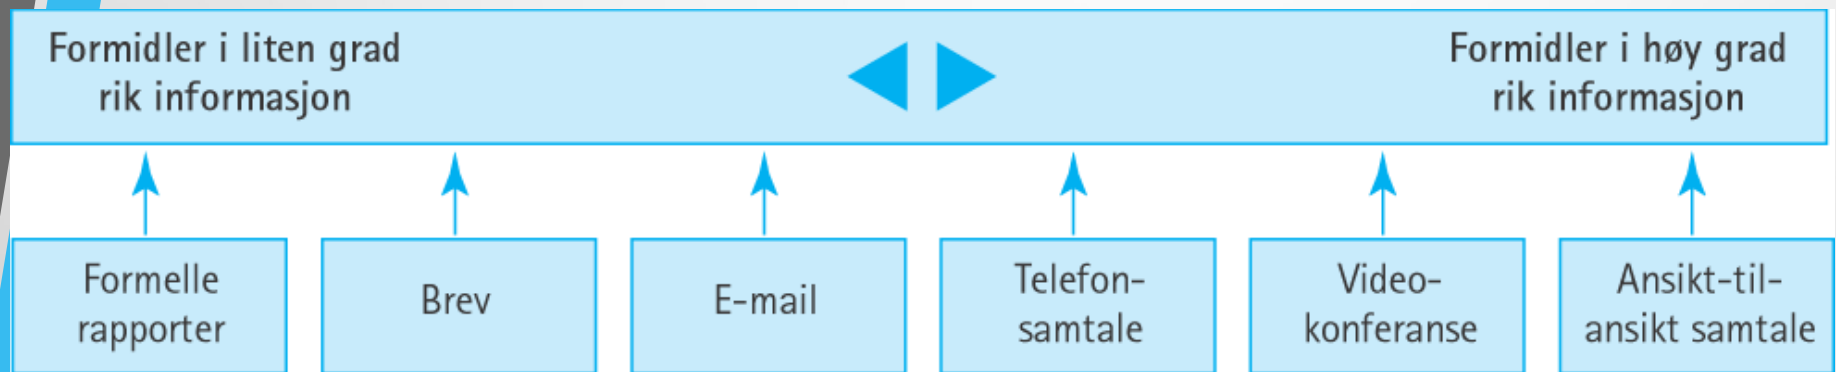 Formidler i liten grad
rik informasjon
Formidler i høy grad
rik informasjon
Formelle
rapporter
Brev
E-mail
Telefon-
samtale
Video-
konferanse
Ansikt-til-
ansikt samtale